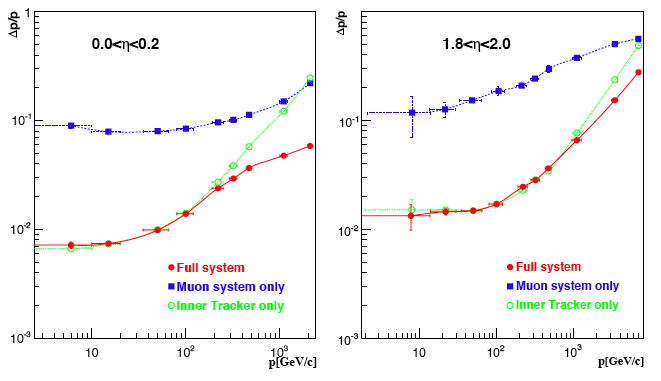 Δp/p
1
0.0<η<0.2
10⁻¹
10⁻²
10⁻³
Full system
Muon system only
Inner Tracker only
10
10²
10³
p[GeV/c]
Δp/p
1
1.8<η<2.0
10⁻¹
10⁻²
10⁻³
Full system
Muon system only
Inner Tracker only
10
10²
10³
p[GeV/c]